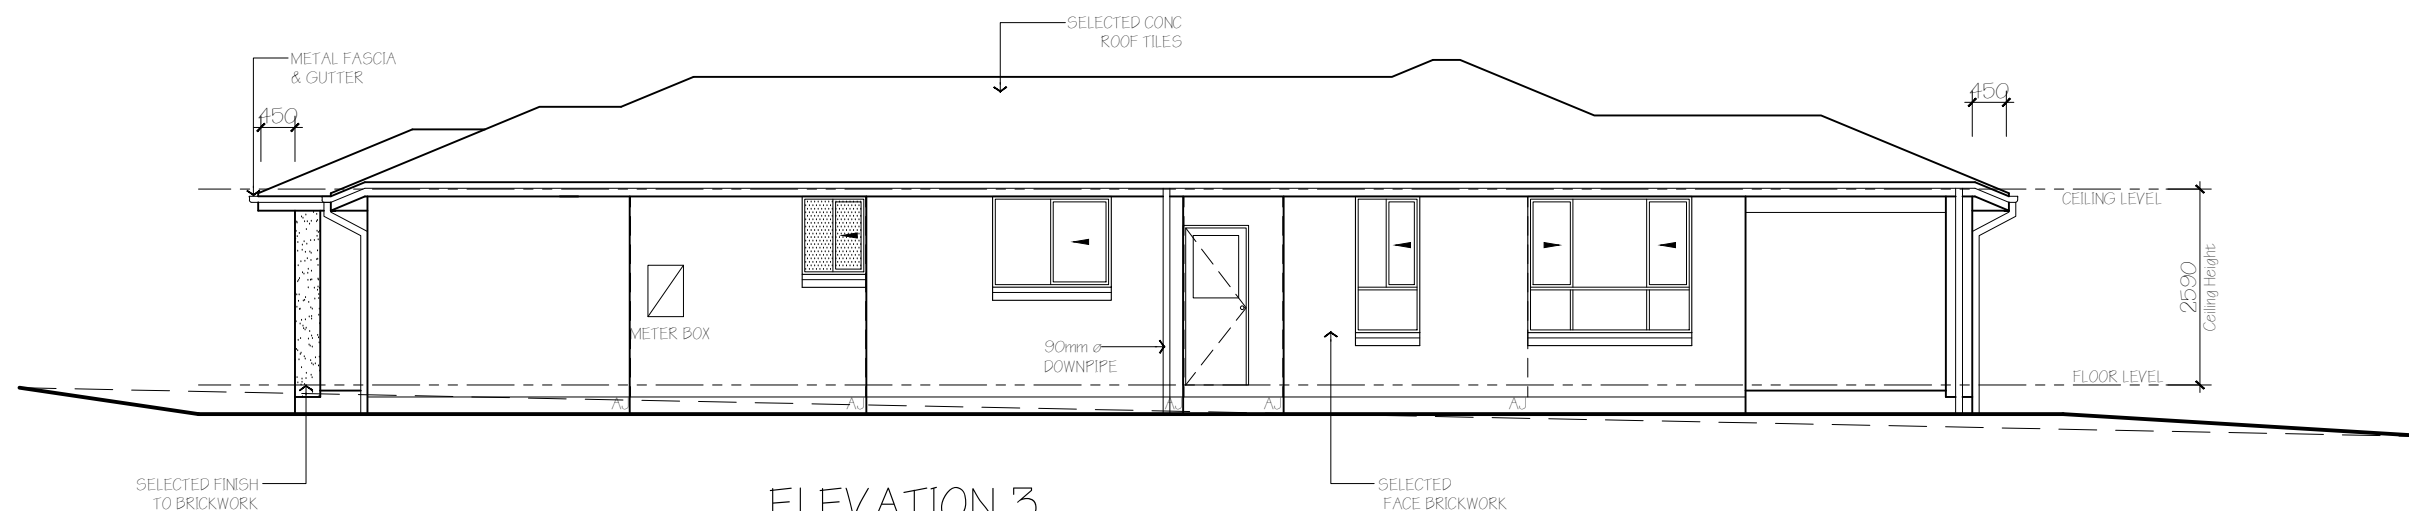 SELECTED CONC
ROOF TILES
METAL FASCIA
& GUTTER
450
450
CEILING LEVEL
2590
Ceiling Height
METER BOX
90mm ø
DOWNPIPE
FLOOR LEVEL
AJ
AJ
AJ
AJ
AJ
SELECTED FINISH
TO BRICKWORK
ELEVATION 3
SELECTED
FACE BRICKWORK